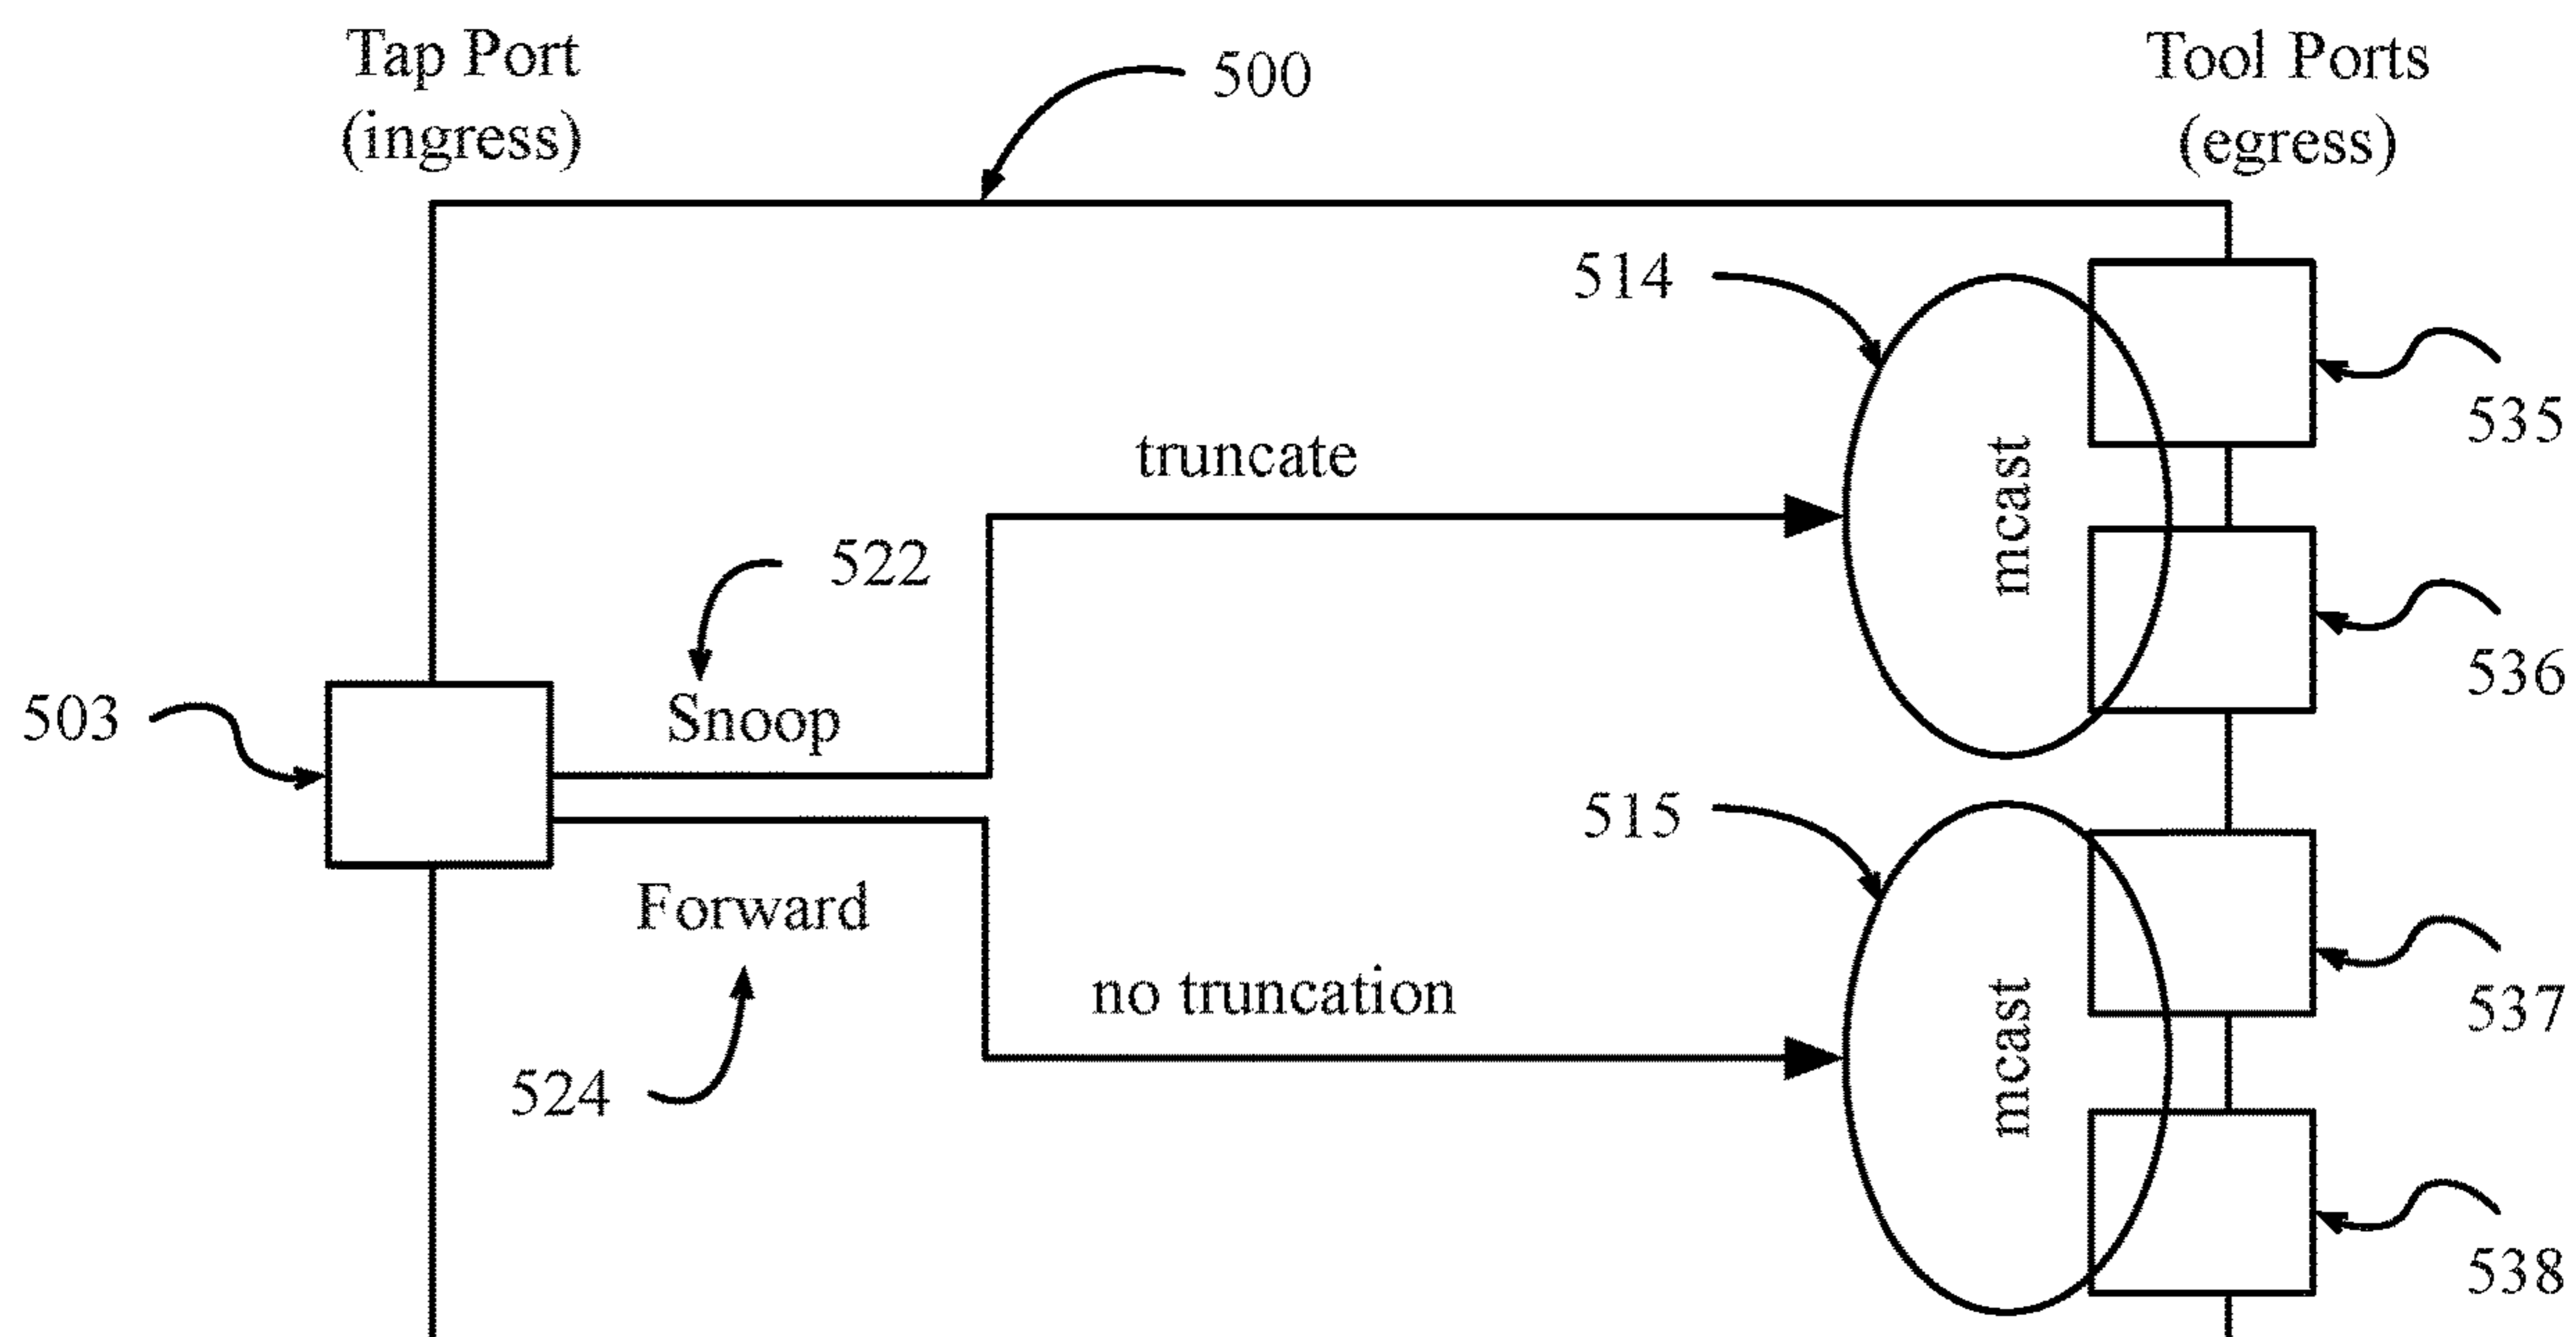 Tap Port
(ingress)
500
Tool Ports
(egress)
514
535
truncate
mcast
522
536
503
Snoop
515
Forward
no truncation
mcast
537
524
538